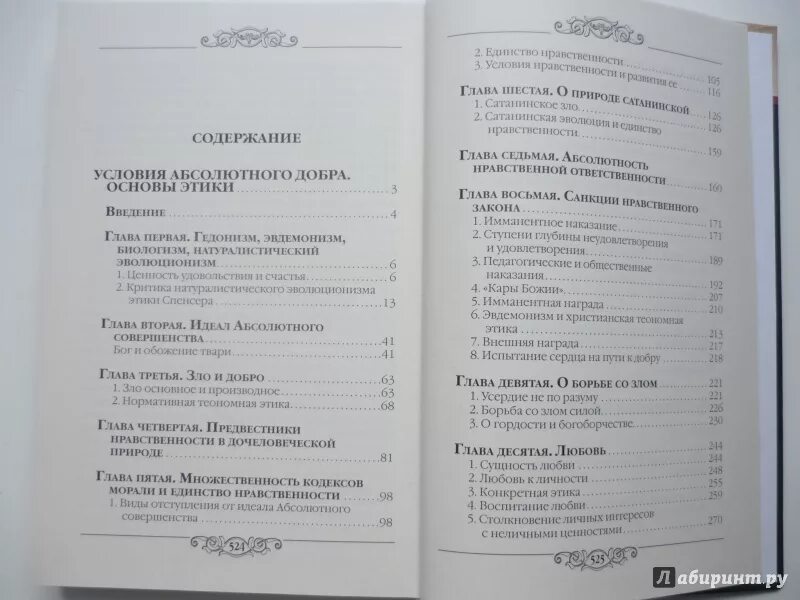 СОДЕРЖАНИЕ
УСЛОВИЯ АБСОЛЮТНОГО ДОБРА.
ОСНОВЫ ЭТИКИ 3
Введение 4
Глава первая. Гедонизм, эвдемонизм,
биологизм, натуралистический
эволюционизм 6
1. Ценность удовольствия и счастья 6
2. Критика натуралистического эволюционизма
этики Спенсера 13
Глава вторая. Идеал Абсолютного
совершенства 41
Бог и обожение твари 41
Глава третья. Зло и добро 63
1. Зло основное и производное 63
2. Нормативная теономная этика 68
Глава четвертая. Предвестники
нравственности в дочеловеческой
природе 81
Глава пятая. Множественность кодексов
морали и единство нравственности 98
1. Виды отступления от идеала Абсолютного
совершенства 98
524
2. Единство нравственности 105
3. Условия нравственности и развития ее 116
Глава шестая. О природе сатанинской 126
1. Сатанинское зло 126
2. Сатанинская эволюция и единство
нравственности 159
Глава седьмая. Абсолютность
нравственной ответственности 160
Глава восьмая. Санкции нравственного
закона 171
1. Имманентное наказание 171
2. Ступени глубины неудовлетворения
и удовлетворения 189
3. Педагогические и общественные
наказания 192
4. «Кары Божии» 207
5. Имманентная награда 210
6. Эвдемонизм и христианская теономная
этика 213
7. Внешняя награда 217
8. Испытание сердца на пути к добру 218
Глава девятая. О борьбе со злом 221
1. Усердие не по разуму 221
2. Борьба со злом силой 226
3. О гордости и богоборчестве 230
Глава десятая. Любовь 244
1. Сущность любви 244
2. Любовь к личности 248
3. Конкретная этика 255
4. Воспитание любви 259
5. Столкновение личных интересов
с неличными ценностями 270
525
Лабиринт.ру